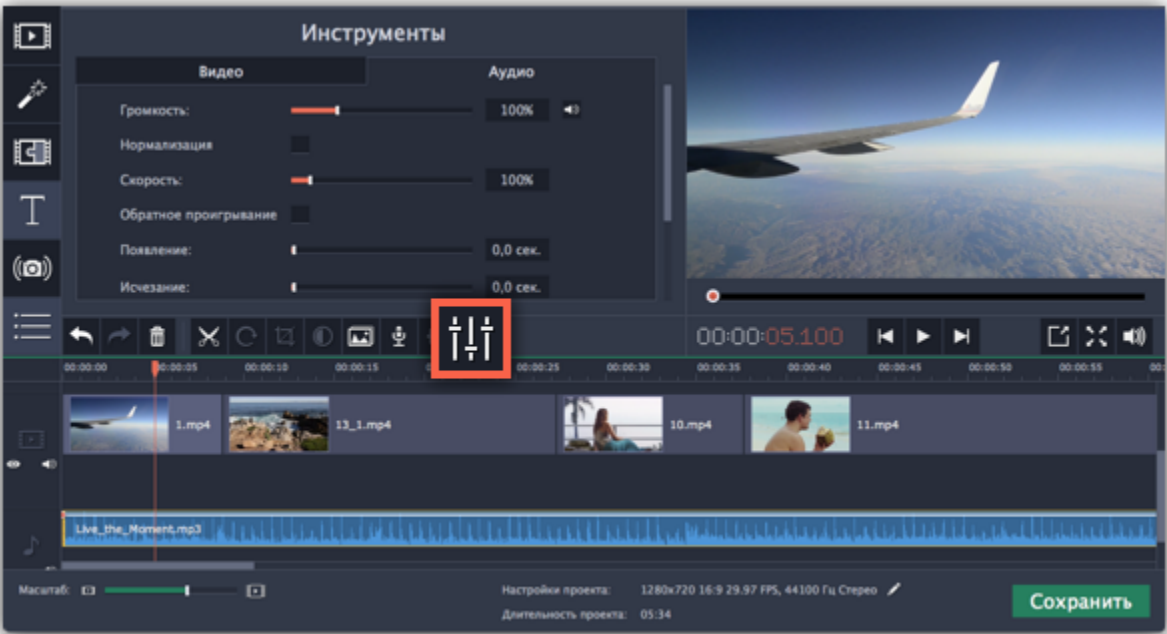 Инструменты
Видео
Аудио
Громкость:
100%
Нормализация
Скорость:
100%
Обратное проигрывание
Появление:
0,0 сек.
Исчезание:
0,0 сек.
T
00:00:05.100
00:00:00
00:00:05
00:00:10
00:00:15
00:00:25
00:00:30
00:00:35
00:00:40
00:00:45
00:00:50
00:00:55
1.mp4
13_1.mp4
10.mp4
11.mp4
Live_the_Moment.mp3
Масштаб:
Настройки проекта: 1280x720 16:9 29.97 FPS, 44100 Гц Стерео
Длительность проекта: 05:34
Сохранить